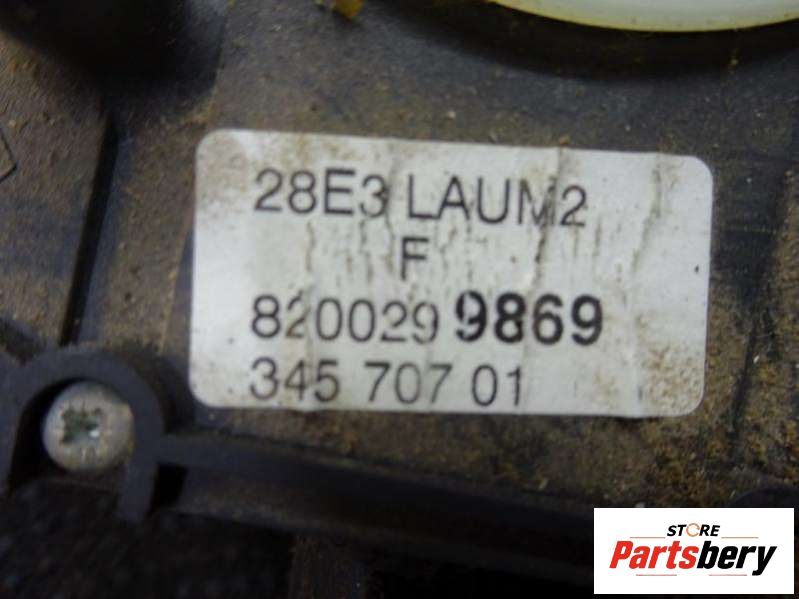 28E3 LAUM2
F
8200299869
345 707 01
STORE
Partsbery